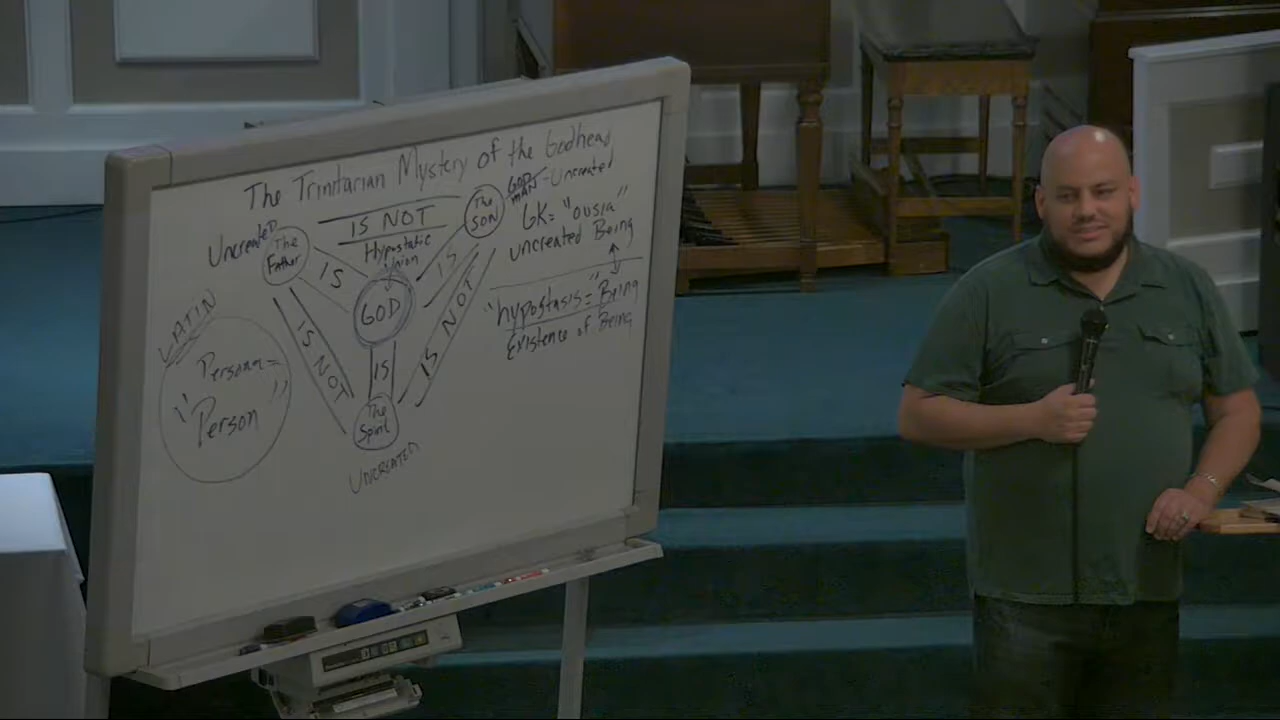 The Trinitarian Mystery of the Godhead
Uncreated
The
Father
IS NOT
Hypostatic
Union
The
SON
GOD
MAN
Uncreated
GK= "ousia"
uncreated Being
IS
IS
GOD
"hypostasis"= Being
Existence of Being
LATIN
Persona=
"Person"
IS NOT
IS
IS NOT
The
Spirit
UNCREATED